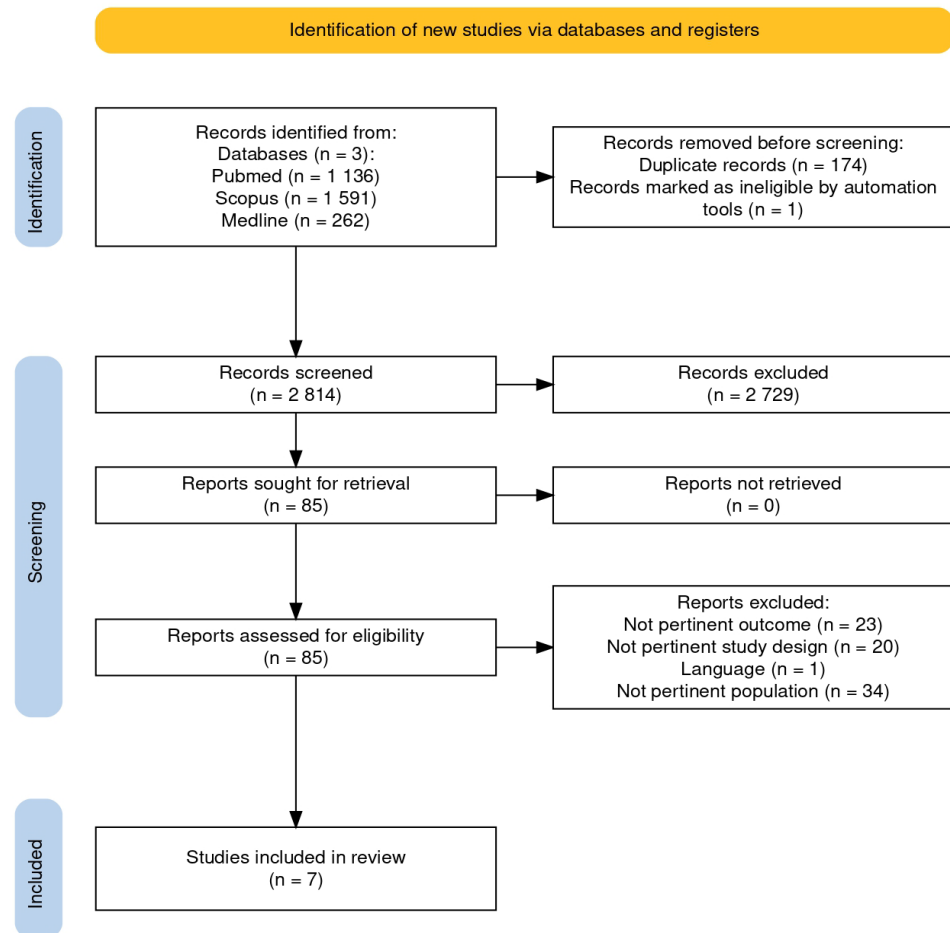 Identification of new studies via databases and registers
Identification
Records identified from:
Databases (n = 3):
Pubmed (n = 1 136)
Scopus (n = 1 591)
Medline (n = 262)
Records removed before screening:
Duplicate records (n = 174)
Records marked as ineligible by automation
tools (n = 1)
Screening
Records screened
(n = 2 814)
Records excluded
(n = 2 729)
Reports sought for retrieval
(n = 85)
Reports not retrieved
(n = 0)
Reports assessed for eligibility
(n = 85)
Reports excluded:
Not pertinent outcome (n = 23)
Not pertinent study design (n = 20)
Language (n = 1)
Not pertinent population (n = 34)
Included
Studies included in review
(n = 7)